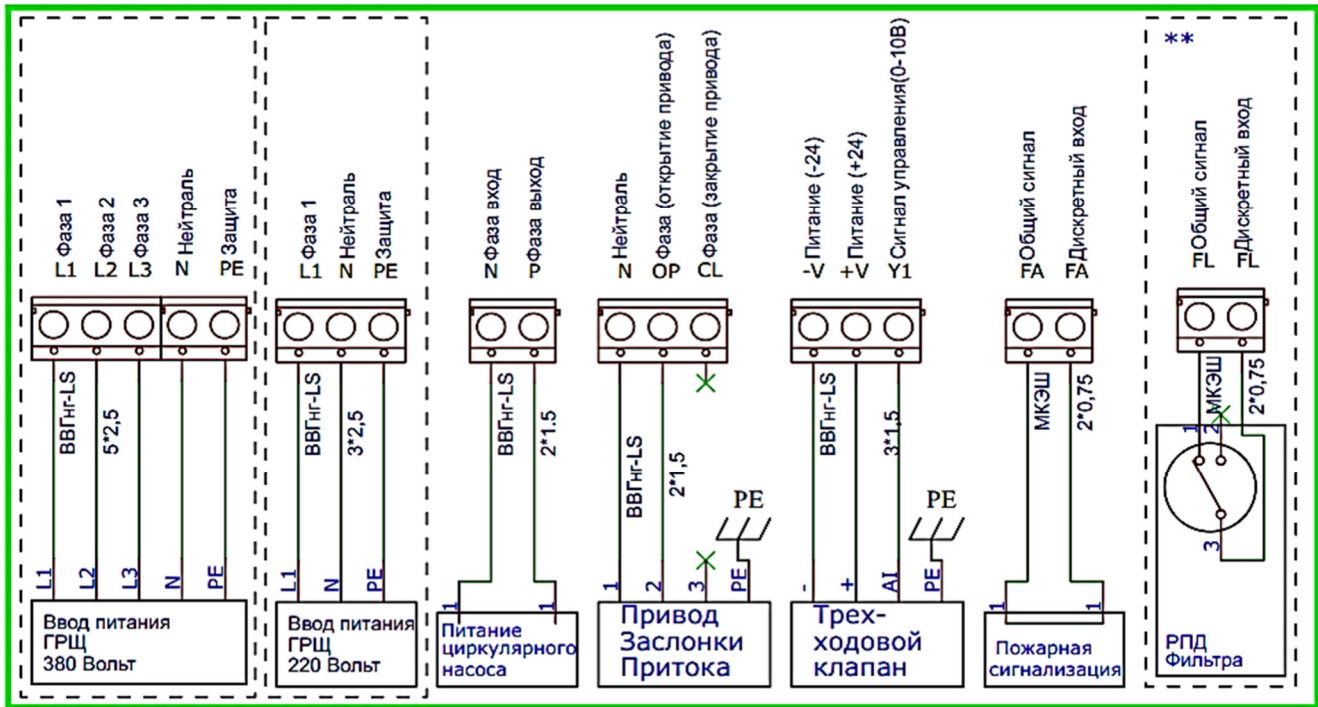 **
Фаза 1
Фаза 2
Фаза 3
Нейтраль
Защита
L1
L2
L3
N
PE
ВВГнг-LS
5*2,5
L1
L2
L3
N
PE
Ввод питания
ГРЩ
380 Вольт
Фаза 1
Нейтраль
Защита
L1
N
PE
ВВГнг-LS
3*2,5
L1
N
PE
Ввод питания
ГРЩ
220 Вольт
Фаза вход
Фаза выход
N
P
ВВГнг-LS
2*1.5
1
1
Питание
циркулярного
насоса
Нейтраль
Фаза (открытие привода)
Фаза (закрытие привода)
N
OP
CL
ВВГнг-LS
2*1,5
PE
1
2
3
PE
Привод
Заслонки
Притока
Питание (-24)
Питание (+24)
Сигнал управления(0-10В)
-V
+V
Y1
ВВГнг-LS
3*1,5
PE
-
+
AI
PE
Трех-
ходовой
клапан
Общий сигнал
Дискретный вход
FA
FA
МКЭШ
2*0,75
1
1
Пожарная
сигнализация
Общий сигнал
Дискретный вход
FL
FL
МКЭШ
2*0,75
1
2
3
РПД
Фильтра